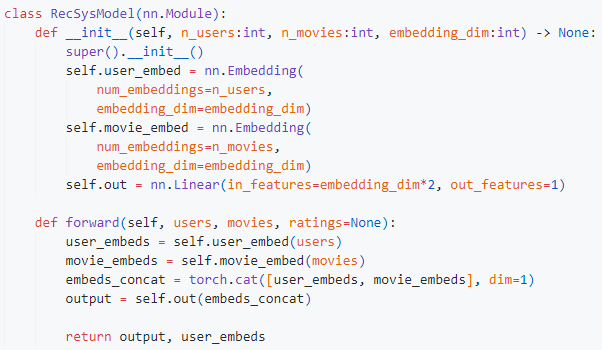 class RecSysModel(nn.Module):
    def __init__(self, n_users:int, n_movies:int, embedding_dim:int) -> None:
        super().__init__()
        self.user_embed = nn.Embedding(
            num_embeddings=n_users,
            embedding_dim=embedding_dim)
        self.movie_embed = nn.Embedding(
            num_embeddings=n_movies,
            embedding_dim=embedding_dim)
        self.out = nn.Linear(in_features=embedding_dim*2, out_features=1)

    def forward(self, users, movies, ratings=None):
        user_embeds = self.user_embed(users)
        movie_embeds = self.movie_embed(movies)
        embeds_concat = torch.cat([user_embeds, movie_embeds], dim=1)
        output = self.out(embeds_concat)

        return output, user_embeds